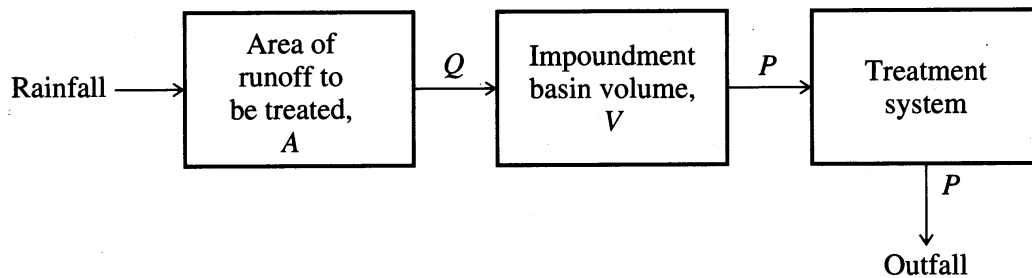 Rainfall
Area of
runoff to
be treated,
A
Q
Impoundment
basin volume,
V
P
Treatment
system
P
Outfall